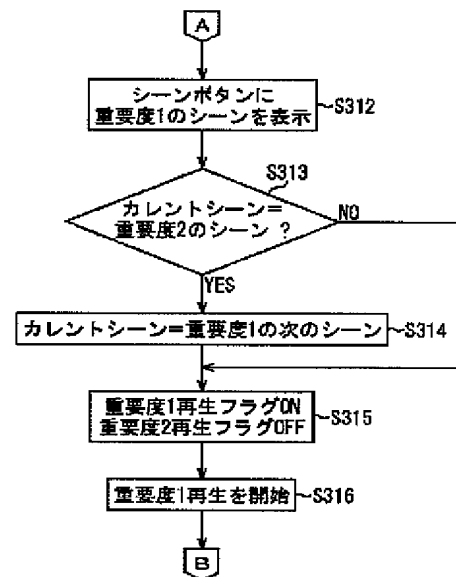 A
シーンボタンに
重要度1のシーンを表示
S312
S313
カレントシーン=
重要度2のシーン ?
NO
YES
カレントシーン=重要度1の次のシーン
S314
重要度1再生フラグON
重要度2再生フラグOFF
S315
重要度1再生を開始
S316
B